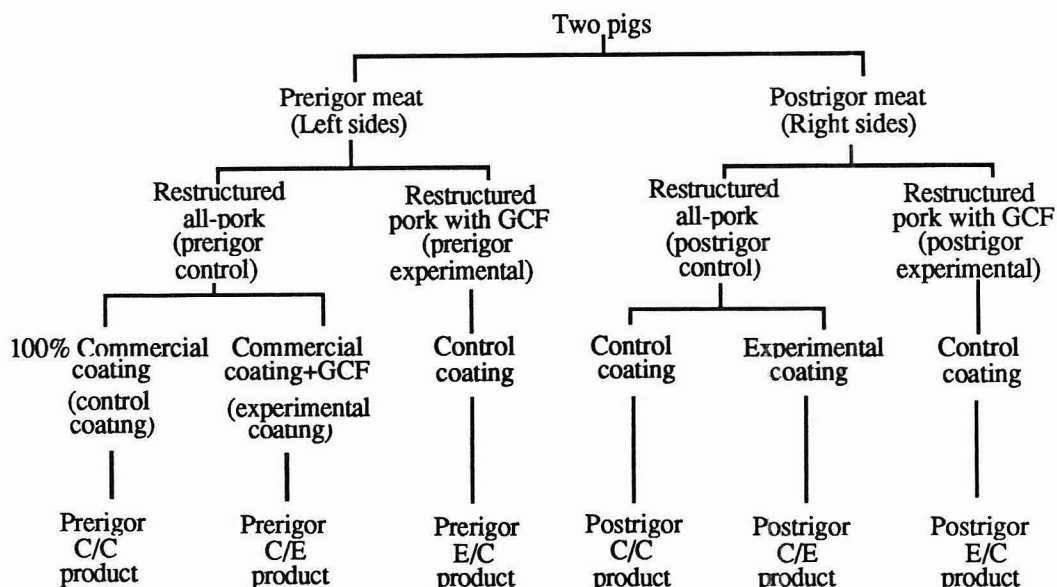 Two pigs
Prerigor meat
(Left sides)
Postrigor meat
(Right sides)
Restructured
all-pork
(prerigor
control)
Restructured
pork with GCF
(prerigor
experimental)
Restructured
all-pork
(postrigor
control)
Restructured
pork with GCF
(postrigor
experimental)
100% Commercial
coating
(control
coating)
Commercial
coating+GCF
(experimental
coating)
Control
coating
Control
coating
Experimental
coating
Control
coating
Prerigor
C/C
product
Prerigor
C/E
product
Prerigor
E/C
product
Postrigor
C/C
product
Postrigor
C/E
product
Postrigor
E/C
product